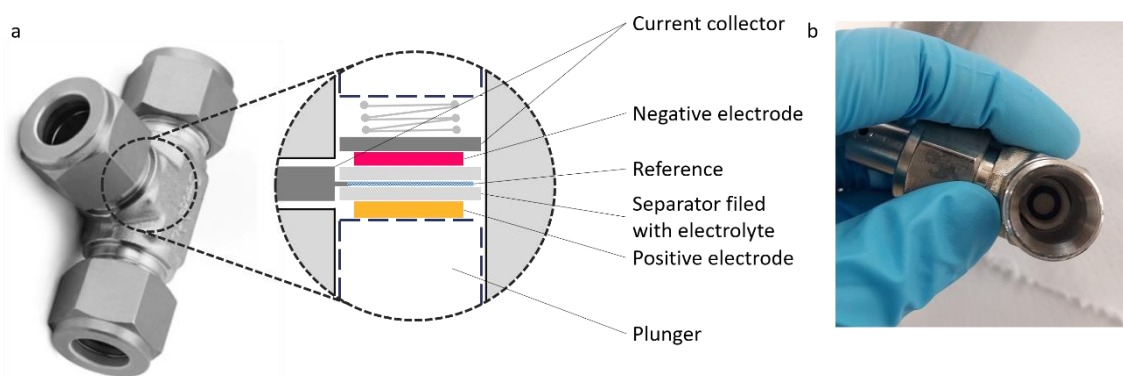 a
Current collector
Negative electrode
Reference
Separator filed
with electrolyte
Positive electrode
Plunger
b